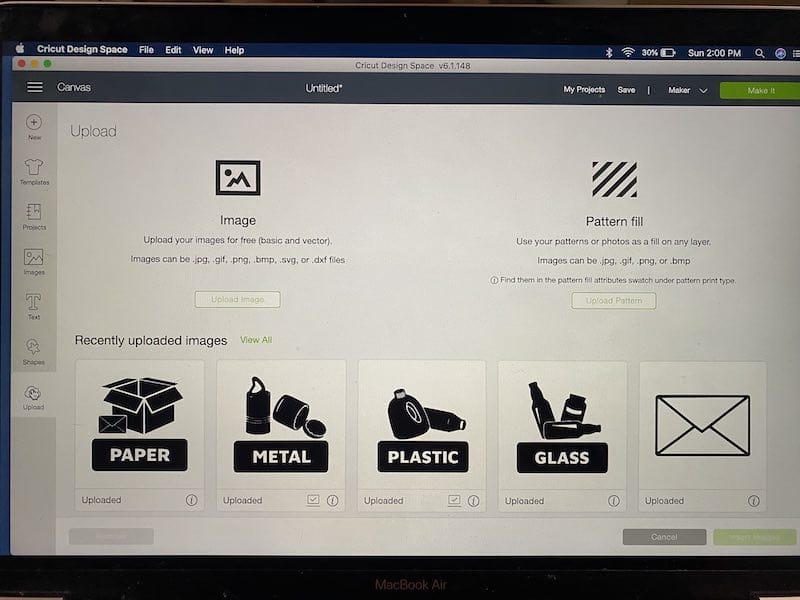 Cricut Design Space File Edit View Help 30% Sun 2:00 PM
Cricut Design Space v6.1.148
Canvas Untitled* My Projects Save | Maker Make It
New
Templates
Projects
Images
Text
Shapes
Upload
Upload
Image
Upload your images for free (basic and vector).
Images can be .jpg, .gif, .png, .bmp, .svg, or .dxf files
Upload Image
Pattern fill
Use your patterns or photos as a fill on any layer.
Images can be .jpg, .gif, .png, or .bmp
Find them in the pattern fill attributes swatch under pattern print type.
Upload Pattern
Recently uploaded images View All
PAPER
Uploaded
METAL
Uploaded
PLASTIC
Uploaded
GLASS
Uploaded
Uploaded
Cancel Insert Images
MacBook Air